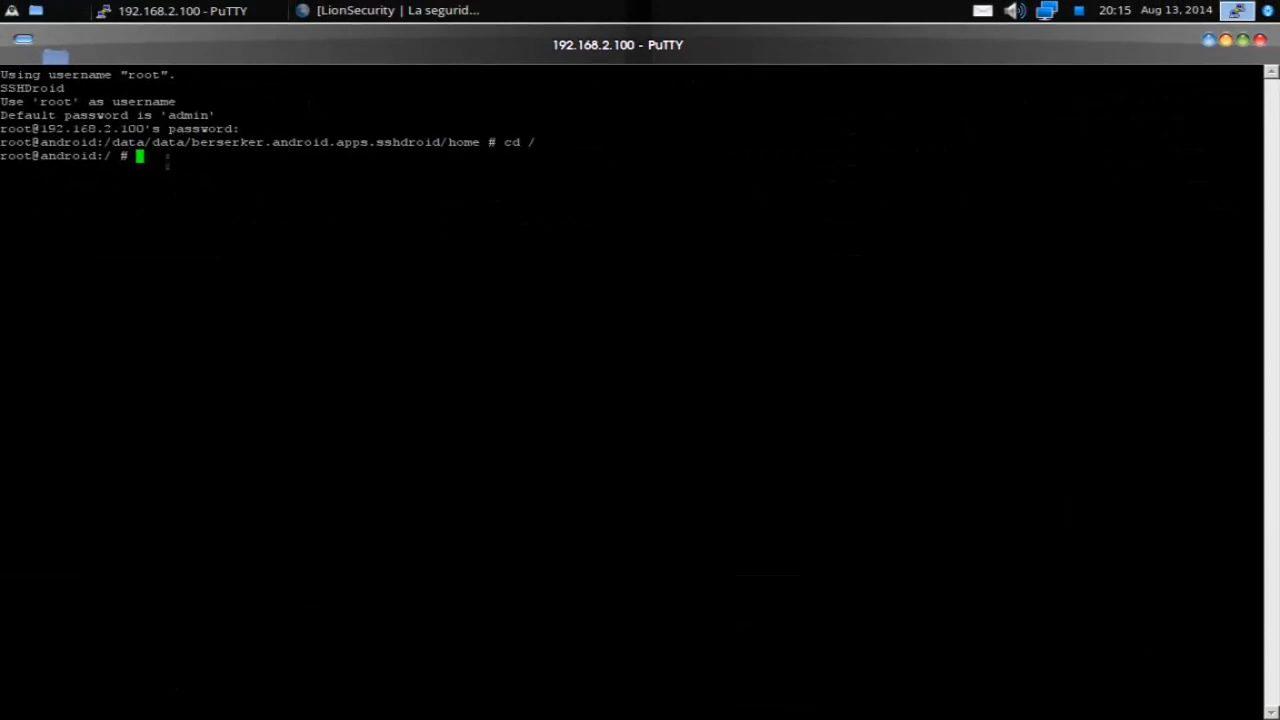 192.168.2.100 - PuTTY
[LionSecurity | La segurid...
20:15
Aug 13, 2014
192.168.2.100 - PuTTY
Using username "root".
SSHDroid
Use 'root' as username
Default password is 'admin'
root@192.168.2.100's password:
root@android:/data/data/berserker.android.apps.sshdroid/home # cd /
root@android:/ #